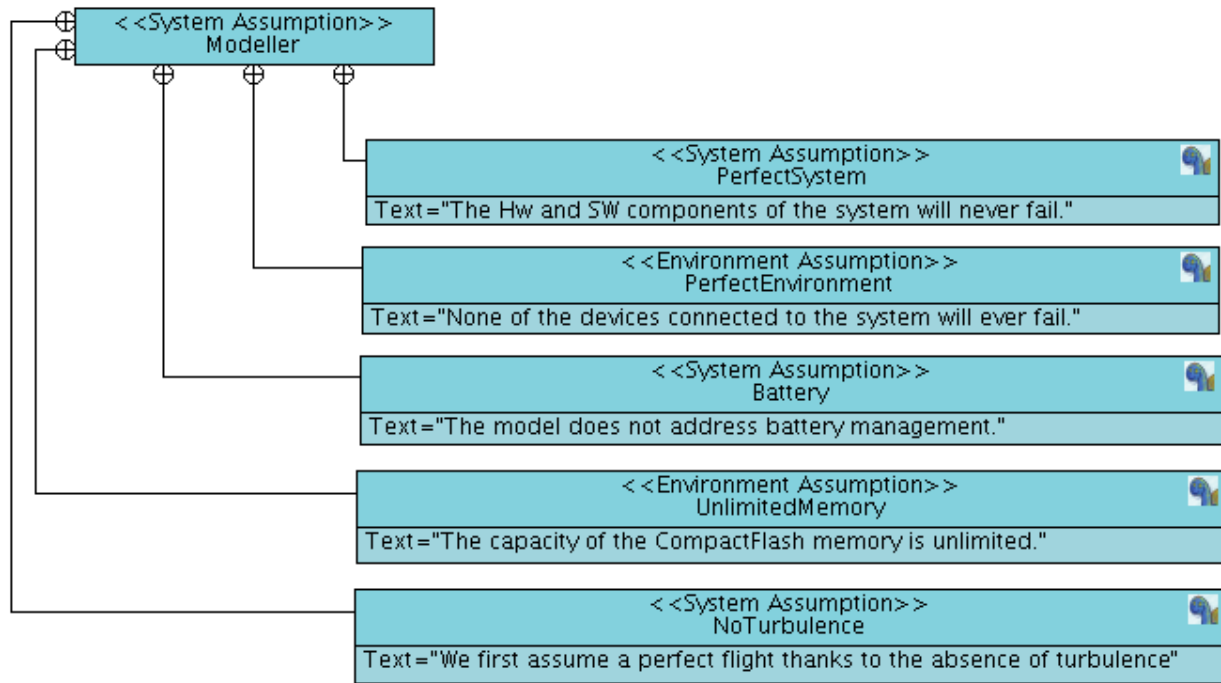 <<System Assumption>>
Modeller
<<System Assumption>>
PerfectSystem
Text="The Hw and SW components of the system will never fail."
<<Environment Assumption>>
PerfectEnvironment
Text="None of the devices connected to the system will ever fail."
<<System Assumption>>
Battery
Text="The model does not address battery management."
<<Environment Assumption>>
UnlimitedMemory
Text="The capacity of the CompactFlash memory is unlimited."
<<System Assumption>>
NoTurbulence
Text="We first assume a perfect flight thanks to the absence of turbulence"